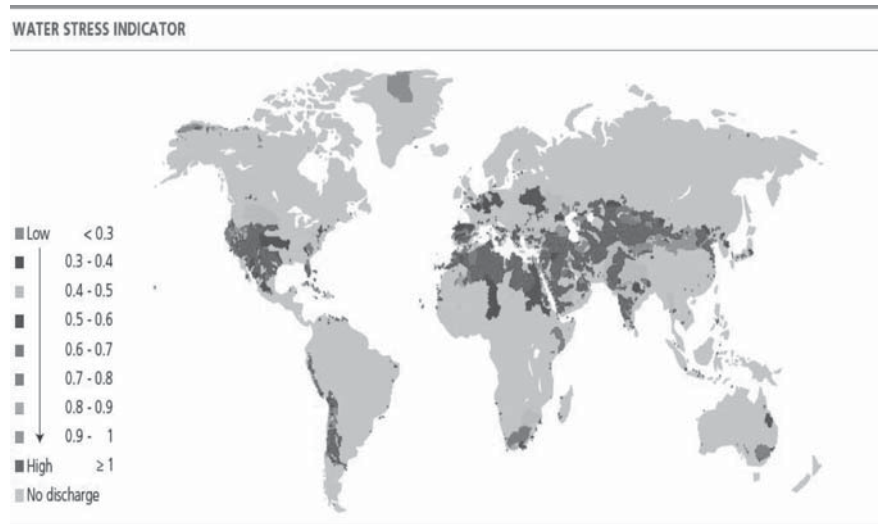 WATER STRESS INDICATOR
Low < 0.3
0.3 - 0.4
0.4 - 0.5
0.5 - 0.6
0.6 - 0.7
0.7 - 0.8
0.8 - 0.9
0.9 - 1
High ≥ 1
No discharge